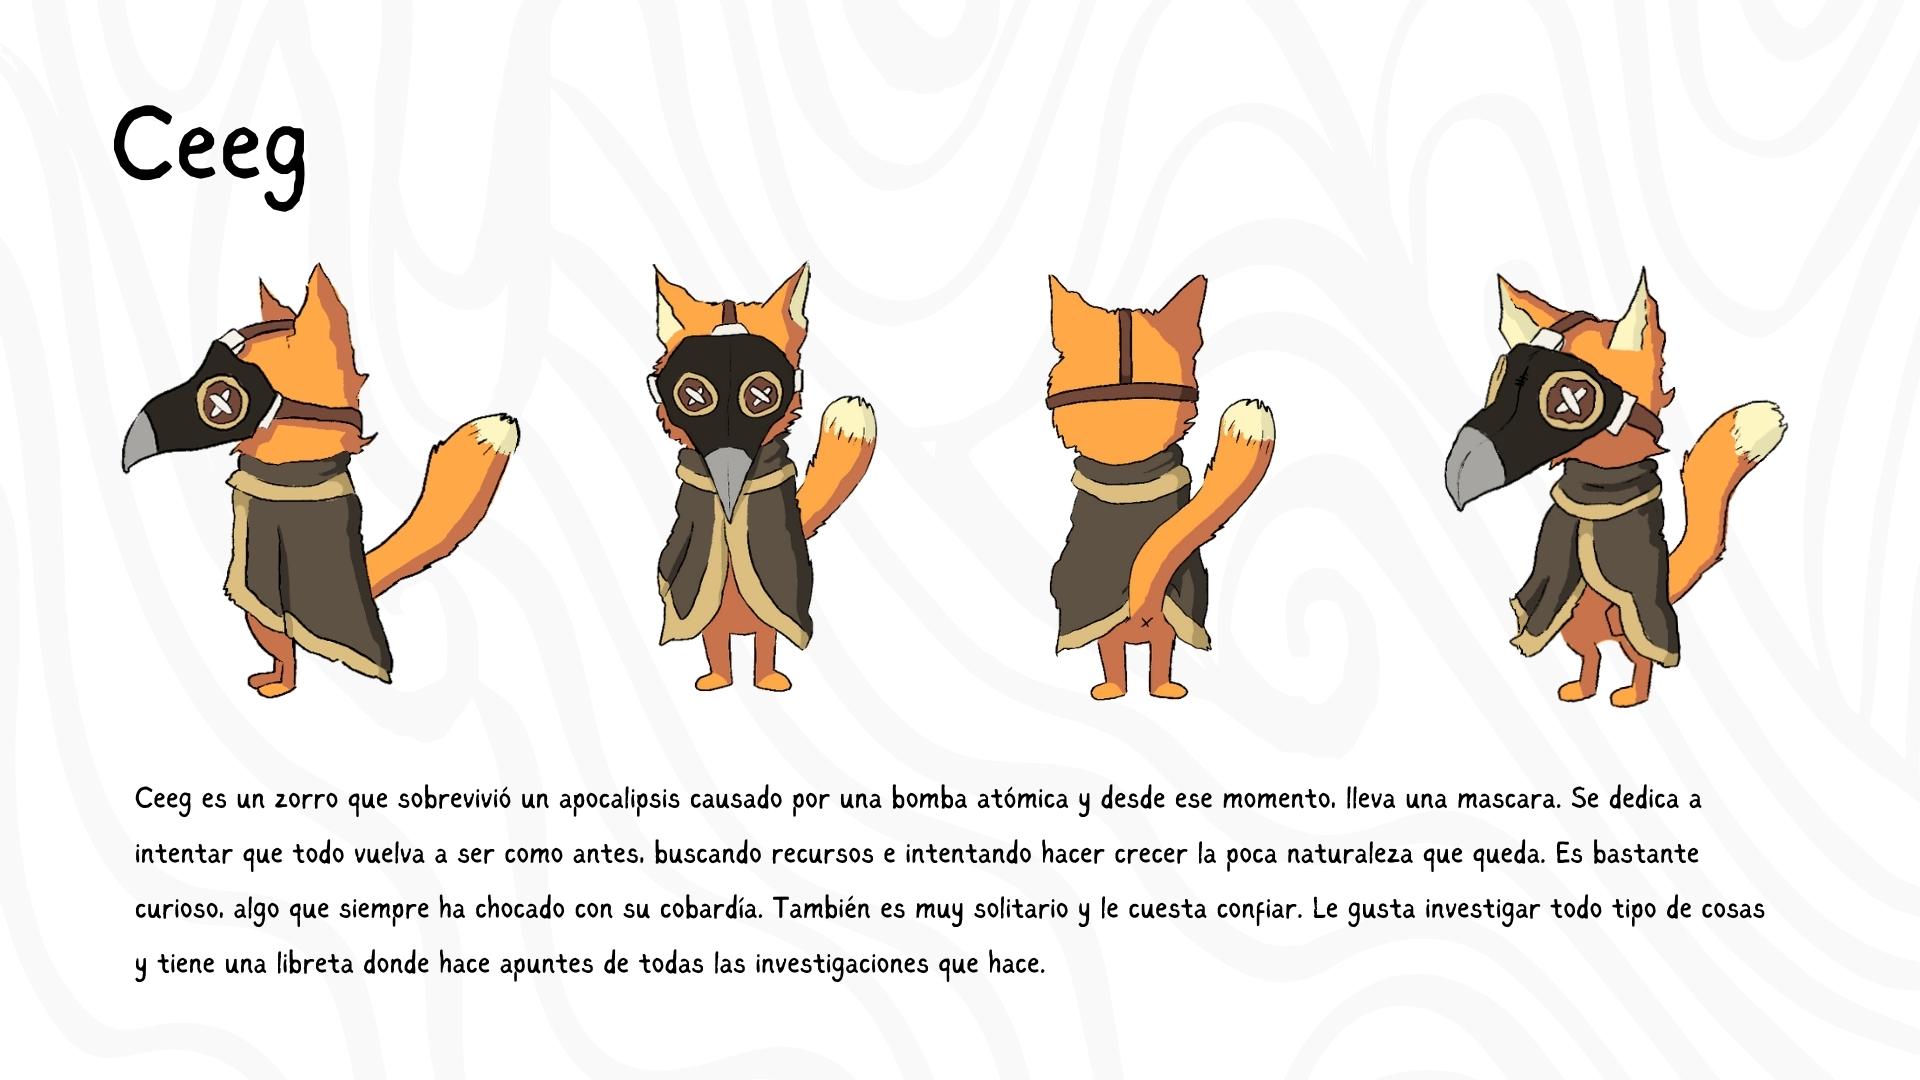 Ceeg
Ceeg es un zorro que sobrevivió un apocalipsis causado por una bomba atómica y desde ese momento, lleva una mascara. Se dedica a
intentar que todo vuelva a ser como antes, buscando recursos e intentando hacer crecer la poca naturaleza que queda. Es bastante
curioso, algo que siempre ha chocado con su cobardía. También es muy solitario y le cuesta confiar. Le gusta investigar todo tipo de cosas
y tiene una libreta donde hace apuntes de todas las investigaciones que hace.